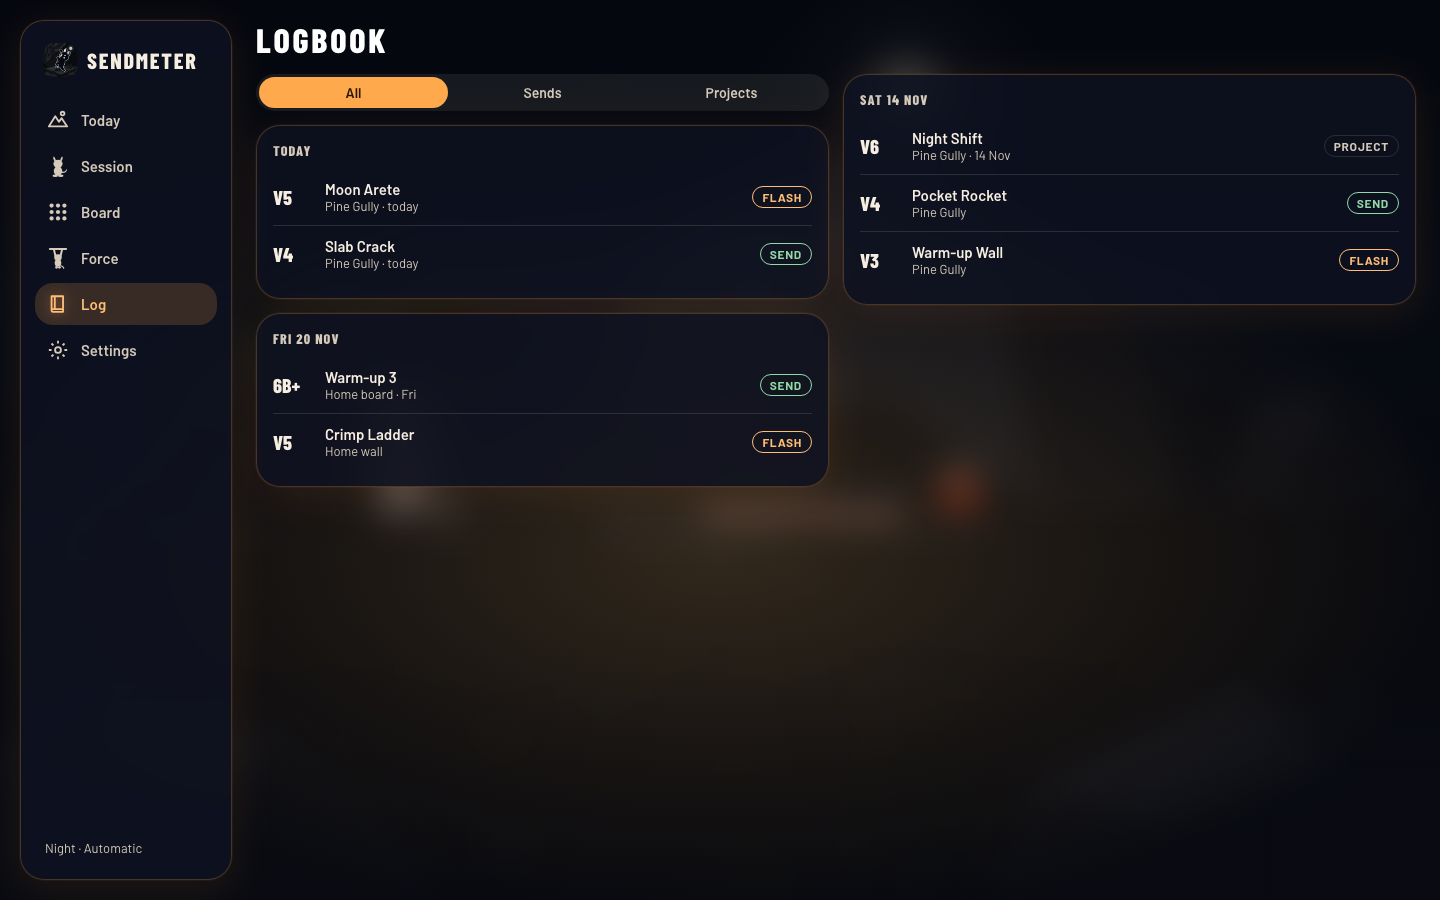 SENDMETER
Today
Session
Board
Force
Log
Settings
Night · Automatic
LOGBOOK
All
Sends
Projects
TODAY
V5
Moon Arete
Pine Gully · today
FLASH
V4
Slab Crack
Pine Gully · today
SEND
FRI 20 NOV
6B+
Warm-up 3
Home board · Fri
SEND
V5
Crimp Ladder
Home wall
FLASH
SAT 14 NOV
V6
Night Shift
Pine Gully · 14 Nov
PROJECT
V4
Pocket Rocket
Pine Gully
SEND
V3
Warm-up Wall
Pine Gully
FLASH